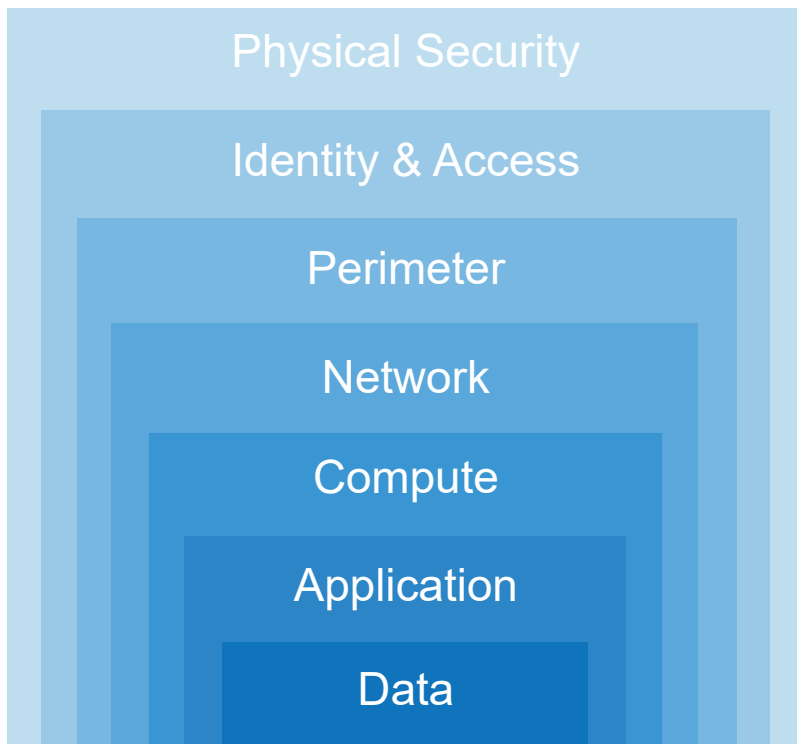 Physical Security
Identity & Access
Perimeter
Network
Compute
Application
Data